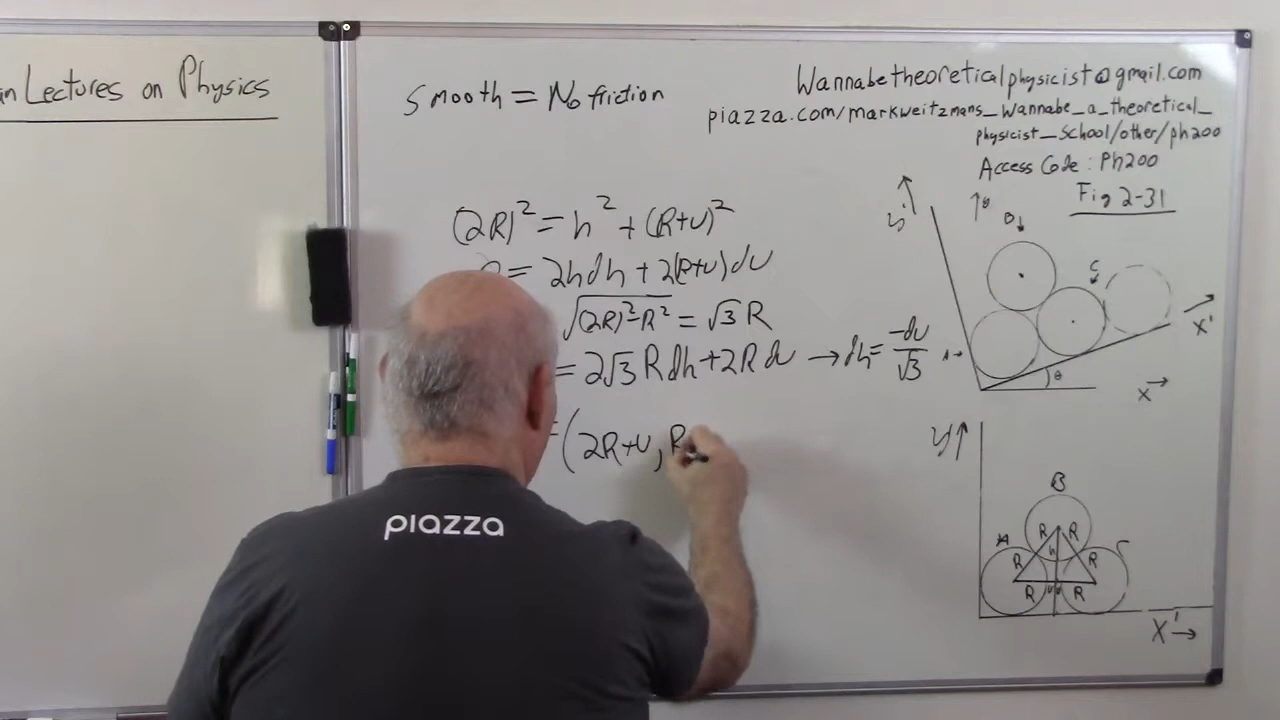 Lectures on Physics
Smooth = No friction
Wannabetheoreticalphysicist@gmail.com
piazza.com/markweitzmans_wannabe_a_theoretical_
physicist_School/other/ph200
Access Code: Ph200
Fig 2-31
(2R)² = h² + (R+u)²
= 2hdh + 2(R+u)du
√(2R)²-R² = √3 R
= 2√3 R dh + 2R du → dh = -du/√3
= (2R+u, R
y'
B
C
A→
θ
X'
X→
y↑
B
A
C
R R
h
R R
R R
X'→
piazza